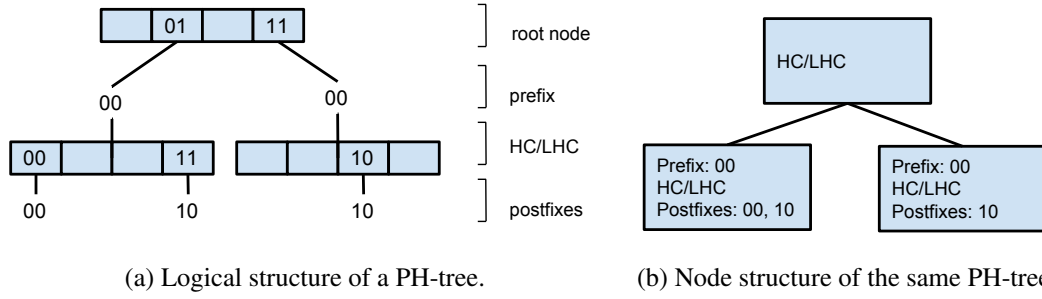 01 11
root node
00 00
prefix
00 11 10
HC/LHC
00 10 10
postfixes
(a) Logical structure of a PH-tree.
HC/LHC
Prefix: 00
HC/LHC
Postfixes: 00, 10
Prefix: 00
HC/LHC
Postfixes: 10
(b) Node structure of the same PH-tree